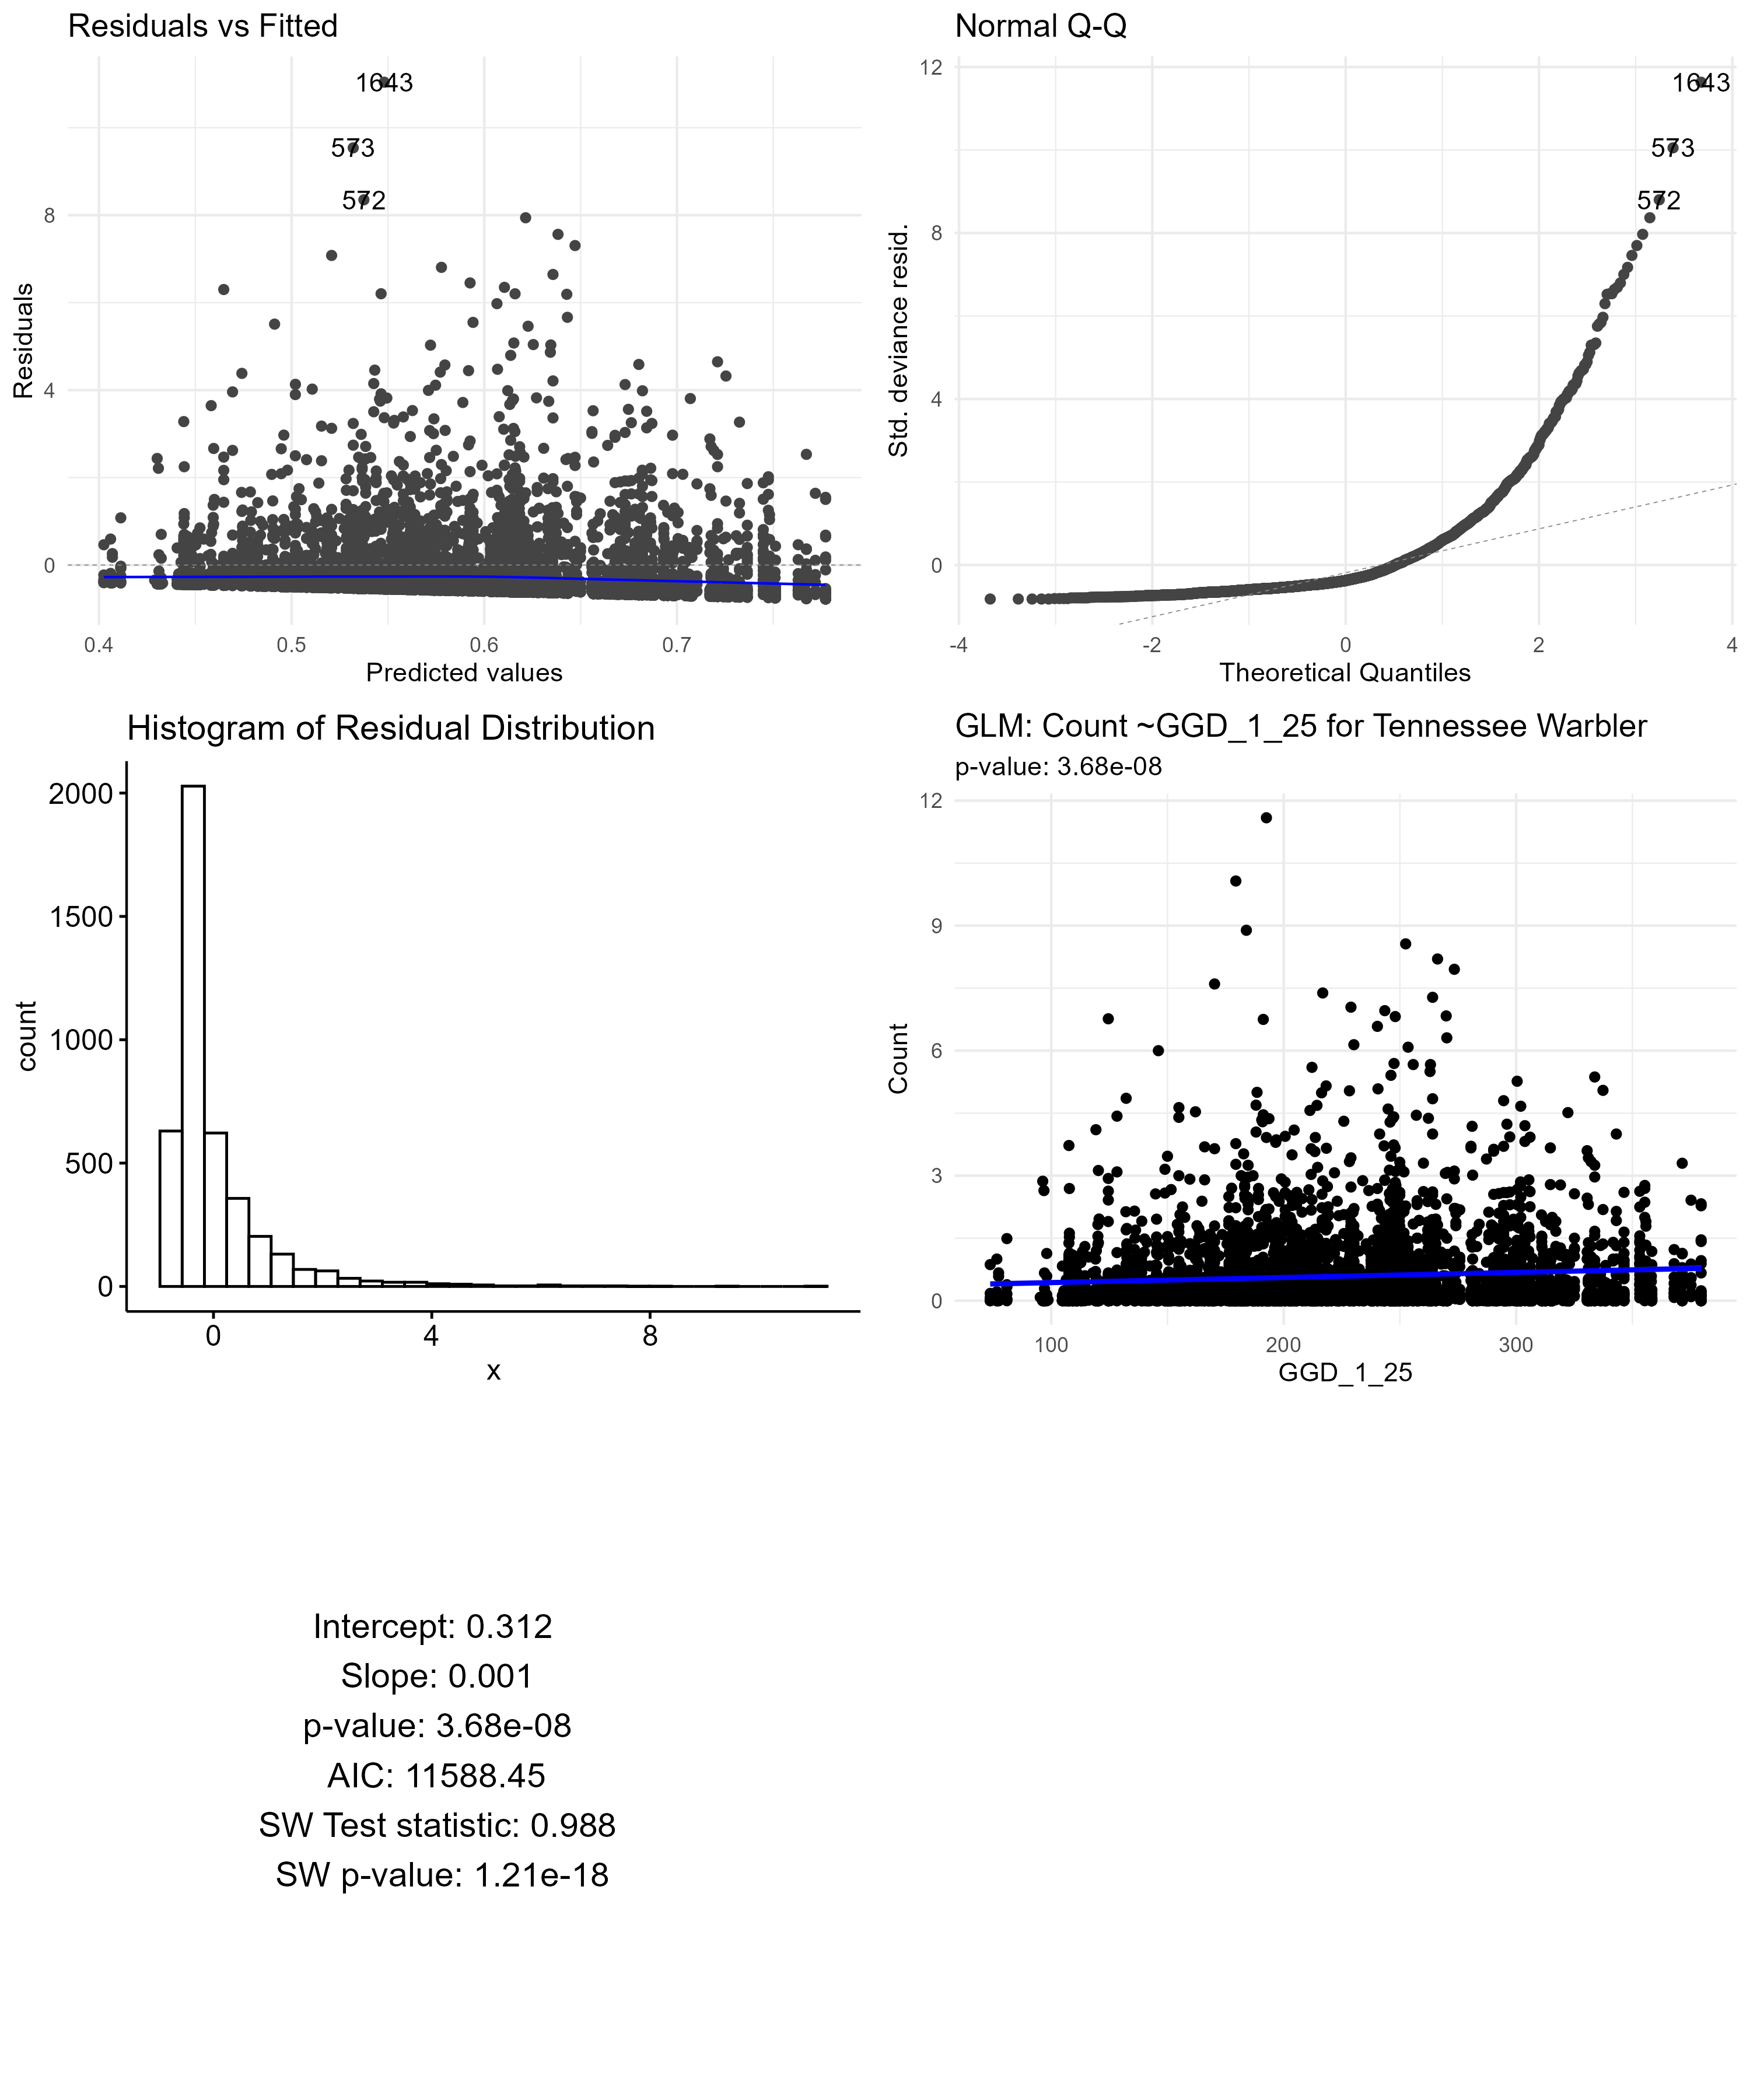 Residuals vs Fitted
1643
573
572
8
4
0
Residuals
0.4 0.5 0.6 0.7
Predicted values
Normal Q-Q
12
1643
573
572
8
4
0
Std. deviance resid.
-4 -2 0 2 4
Theoretical Quantiles
Histogram of Residual Distribution
2000
1500
1000
500
0
count
0 4 8
x
GLM: Count ~GGD_1_25 for Tennessee Warbler
p-value: 3.68e-08
12
9
6
3
0
Count
100 200 300
GGD_1_25
Intercept: 0.312
Slope: 0.001
p-value: 3.68e-08
AIC: 11588.45
SW Test statistic: 0.988
SW p-value: 1.21e-18